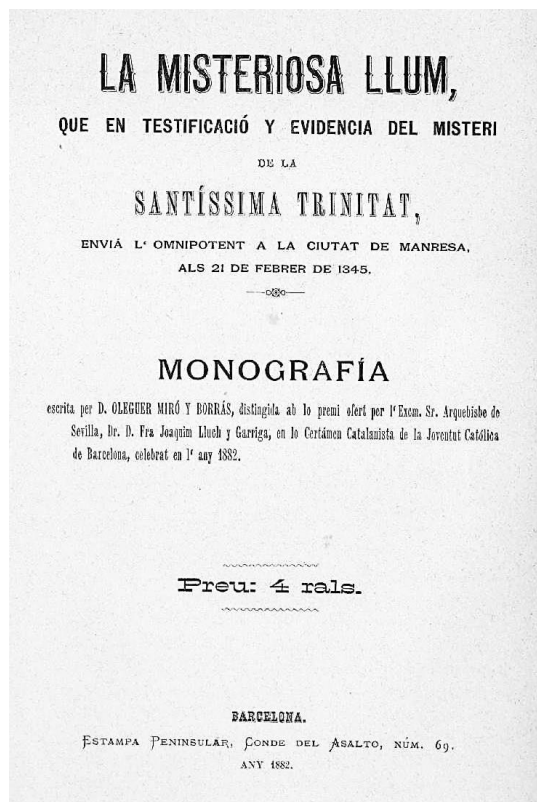 LA MISTERIOSA LLUM,
QUE EN TESTIFICACIÓ Y EVIDENCIA DEL MISTERI
DE LA
SANTÍSSIMA TRINITAT,
ENVIÁ L' OMNIPOTENT A LA CIUTAT DE MANRESA,
ALS 21 DE FEBRER DE 1345.
MONOGRAFÍA
escrita per D. OLEGUER MIRÓ Y BORRÁS, distingida ab lo premi ofert per l' Excm. Sr. Arquebisbe de
Sevilla, Dr. D. Fra Joaquim Lluch y Garriga, en lo Certámen Catalanista de la Joventut Católica
de Barcelona, celebrat en l' any 1882.
Preu: 4 rals.
BARCELONA.
ESTAMPA PENINSULAR, CONDE DEL ASALTO, NÚM. 69.
ANY 1882.